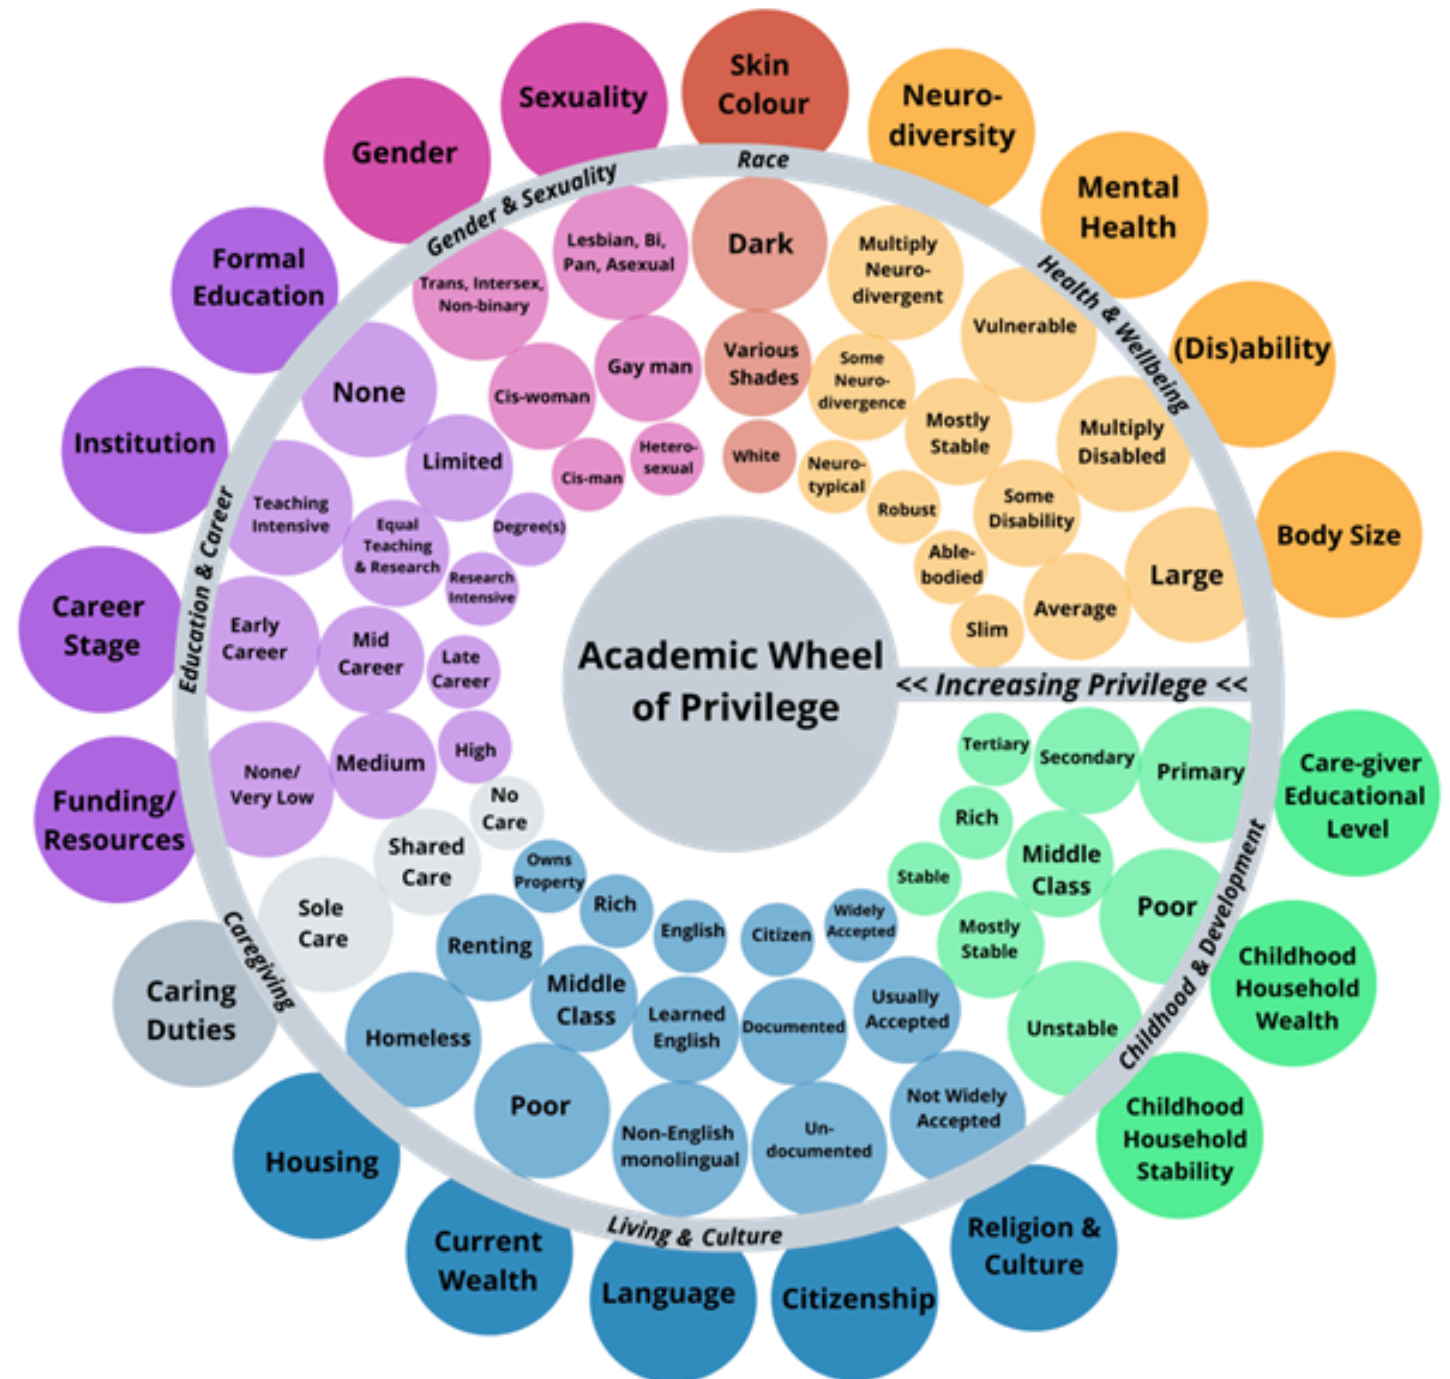 Skin
Colour
Neuro-
diversity
Mental
Health
(Dis)ability
Body Size
Care-giver
Educational
Level
Childhood
Household
Wealth
Childhood
Household
Stability
Religion &
Culture
Citizenship
Language
Current
Wealth
Housing
Caring
Duties
Funding/
Resources
Career
Stage
Institution
Formal
Education
Gender
Sexuality
Race
Health & Wellbeing
Childhood & Development
Living & Culture
Caregiving
Education & Career
Gender & Sexuality
Dark
Various
Shades
White
Multiply
Neuro-
divergent
Some
Neuro-
divergence
Neuro-
typical
Vulnerable
Mostly
Stable
Robust
Multiply
Disabled
Some
Disability
Able-
bodied
Large
Average
Slim
<< Increasing Privilege <<
Primary
Secondary
Tertiary
Poor
Middle
Class
Rich
Unstable
Mostly
Stable
Stable
Not Widely
Accepted
Usually
Accepted
Widely
Accepted
Un-
documented
Documented
Citizen
Non-English
monolingual
Learned
English
English
Poor
Middle
Class
Rich
Homeless
Renting
Owns
Property
Sole
Care
Shared
Care
No
Care
None/
Very Low
Medium
High
Early
Career
Mid
Career
Late
Career
Teaching
Intensive
Equal
Teaching
& Research
Research
Intensive
None
Limited
Degree(s)
Trans, Intersex,
Non-binary
Cis-woman
Cis-man
Lesbian, Bi,
Pan, Asexual
Gay man
Hetero-
sexual
Academic Wheel
of Privilege